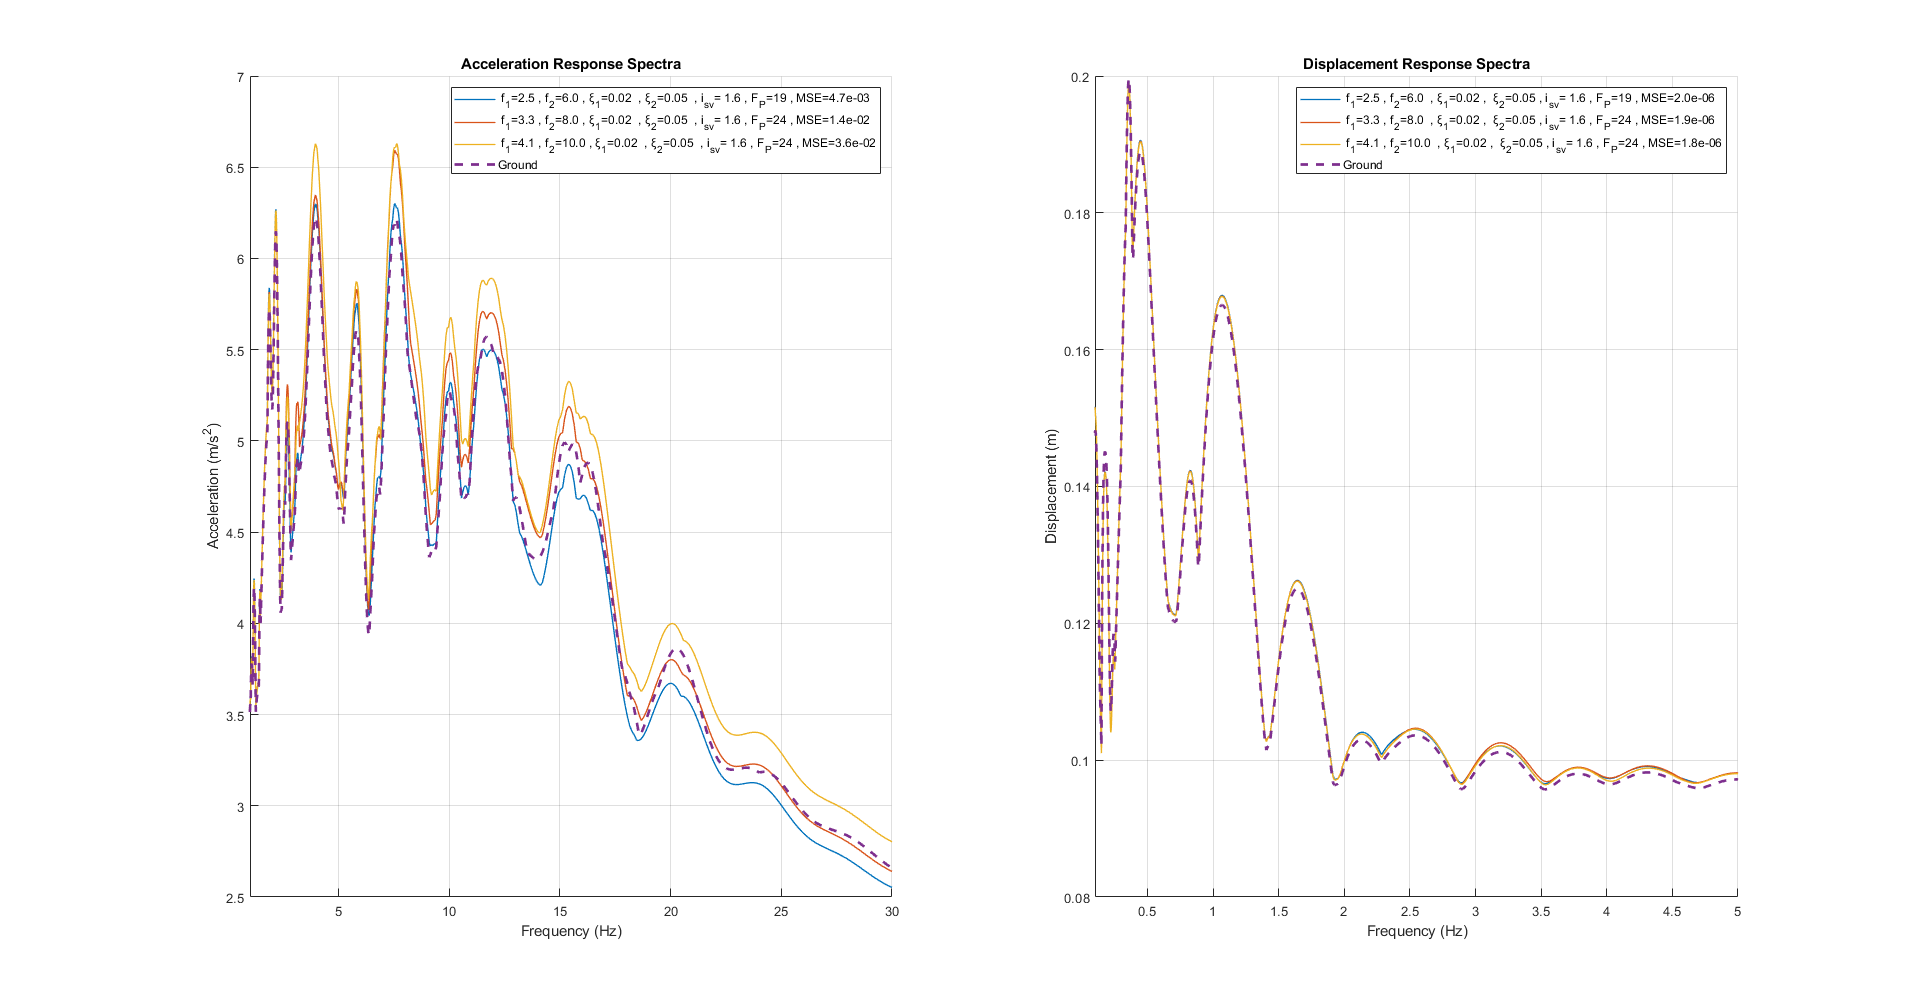 Acceleration Response Spectra
7
6.5
6
5.5
5
4.5
4
3.5
3
2.5
Acceleration (m/s²)
f₁=2.5 , f₂=6.0 , ξ₁=0.02 , ξ₂=0.05 , iₛᵥ= 1.6 , F_P=19 , MSE=4.7e-03
f₁=3.3 , f₂=8.0 , ξ₁=0.02 , ξ₂=0.05 , iₛᵥ= 1.6 , F_P=24 , MSE=1.4e-02
f₁=4.1 , f₂=10.0 , ξ₁=0.02 , ξ₂=0.05 , iₛᵥ= 1.6 , F_P=24 , MSE=3.6e-02
Ground
5 10 15 20 25 30
Frequency (Hz)
Displacement Response Spectra
0.2
0.18
0.16
0.14
0.12
0.1
0.08
Displacement (m)
f₁=2.5 , f₂=6.0 , ξ₁=0.02 , ξ₂=0.05 , iₛᵥ= 1.6 , F_P=19 , MSE=2.0e-06
f₁=3.3 , f₂=8.0 , ξ₁=0.02 , ξ₂=0.05 , iₛᵥ= 1.6 , F_P=24 , MSE=1.9e-06
f₁=4.1 , f₂=10.0 , ξ₁=0.02 , ξ₂=0.05 , iₛᵥ= 1.6 , F_P=24 , MSE=1.8e-06
Ground
0.5 1 1.5 2 2.5 3 3.5 4 4.5 5
Frequency (Hz)